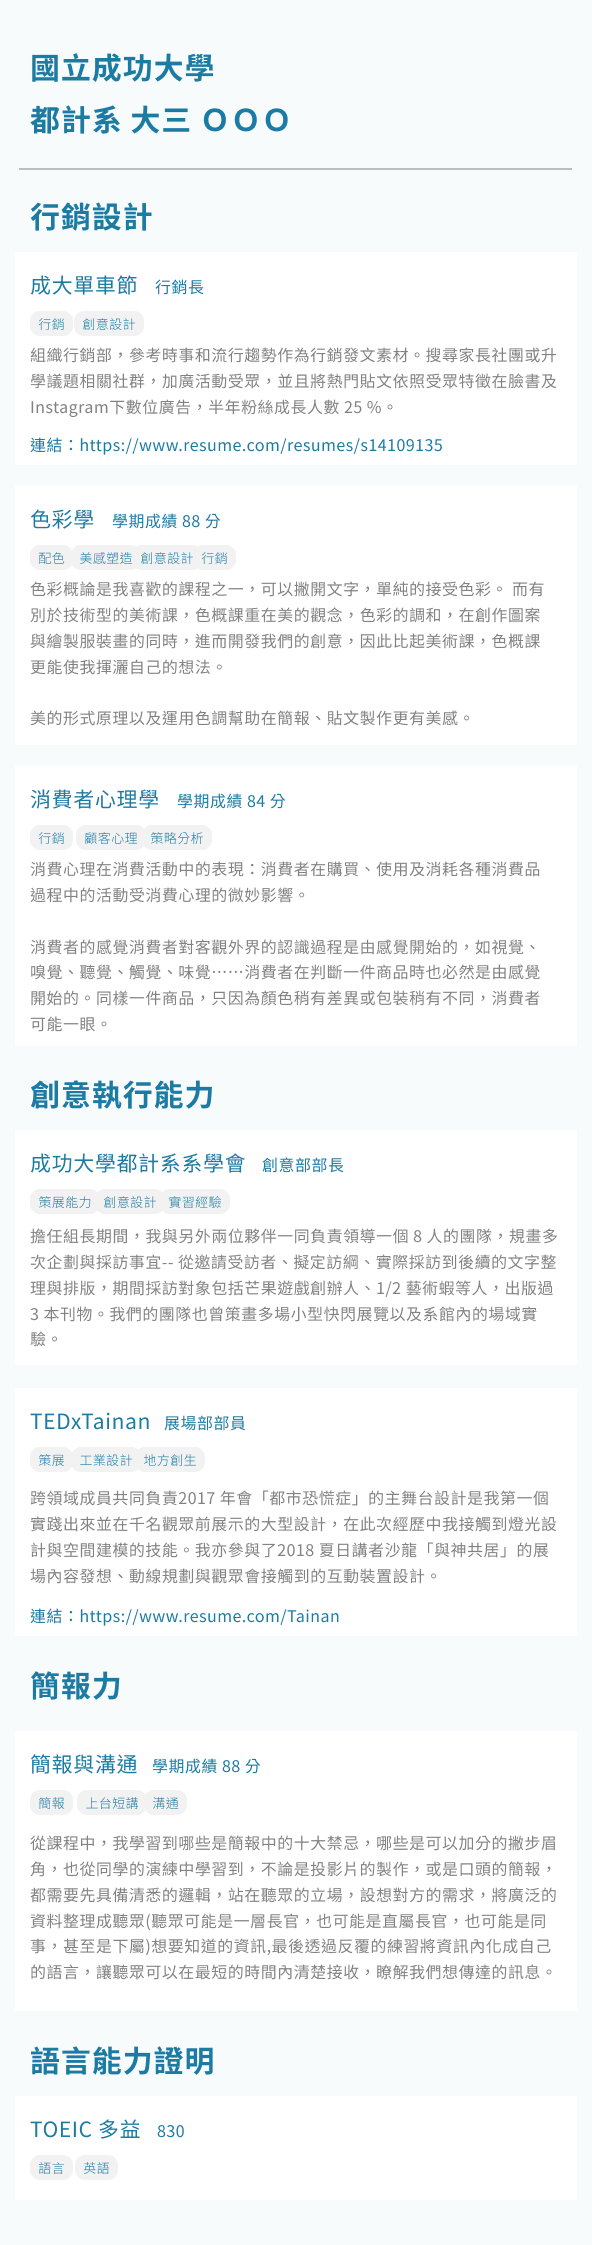 國立成功大學
都計系 大三 ＯＯＯ
行銷設計
成大單車節 行銷長
行銷 創意設計
組織行銷部，參考時事和流行趨勢作為行銷發文素材。搜尋家長社團或升
學議題相關社群，加廣活動受眾，並且將熱門貼文依照受眾特徵在臉書及
Instagram下數位廣告，半年粉絲成長人數 25 %。
連結：https://www.resume.com/resumes/s14109135
色彩學 學期成績 88 分
配色 美感塑造 創意設計 行銷
色彩概論是我喜歡的課程之一，可以撇開文字，單純的接受色彩。 而有
別於技術型的美術課，色概課重在美的觀念，色彩的調和，在創作圖案
與繪製服裝畫的同時，進而開發我們的創意，因此比起美術課，色概課
更能使我揮灑自己的想法。
美的形式原理以及運用色調幫助在簡報、貼文製作更有美感。
消費者心理學 學期成績 84 分
行銷 顧客心理 策略分析
消費心理在消費活動中的表現：消費者在購買、使用及消耗各種消費品
過程中的活動受消費心理的微妙影響。
消費者的感覺消費者對客觀外界的認識過程是由感覺開始的，如視覺、
嗅覺、聽覺、觸覺、味覺……消費者在判斷一件商品時也必然是由感覺
開始的。同樣一件商品，只因為顏色稍有差異或包裝稍有不同，消費者
可能一眼。
創意執行能力
成功大學都計系系學會 創意部部長
策展能力 創意設計 實習經驗
擔任組長期間，我與另外兩位夥伴一同負責領導一個 8 人的團隊，規畫多
次企劃與採訪事宜-- 從邀請受訪者、擬定訪綱、實際採訪到後續的文字整
理與排版，期間採訪對象包括芒果遊戲創辦人、1/2 藝術蝦等人，出版過
3 本刊物。我們的團隊也曾策畫多場小型快閃展覽以及系館內的場域實
驗。
TEDxTainan 展場部部員
策展 工業設計 地方創生
跨領域成員共同負責2017 年會「都市恐慌症」的主舞台設計是我第一個
實踐出來並在千名觀眾前展示的大型設計，在此次經歷中我接觸到燈光設
計與空間建模的技能。我亦參與了2018 夏日講者沙龍「與神共居」的展
場內容發想、動線規劃與觀眾會接觸到的互動裝置設計。
連結：https://www.resume.com/Tainan
簡報力
簡報與溝通 學期成績 88 分
簡報 上台短講 溝通
從課程中，我學習到哪些是簡報中的十大禁忌，哪些是可以加分的撇步眉
角，也從同學的演練中學習到，不論是投影片的製作，或是口頭的簡報，
都需要先具備清悉的邏輯，站在聽眾的立場，設想對方的需求，將廣泛的
資料整理成聽眾(聽眾可能是一層長官，也可能是直屬長官，也可能是同
事，甚至是下屬)想要知道的資訊,最後透過反覆的練習將資訊內化成自己
的語言，讓聽眾可以在最短的時間內清楚接收，瞭解我們想傳達的訊息。
語言能力證明
TOEIC 多益 830
語言 英語